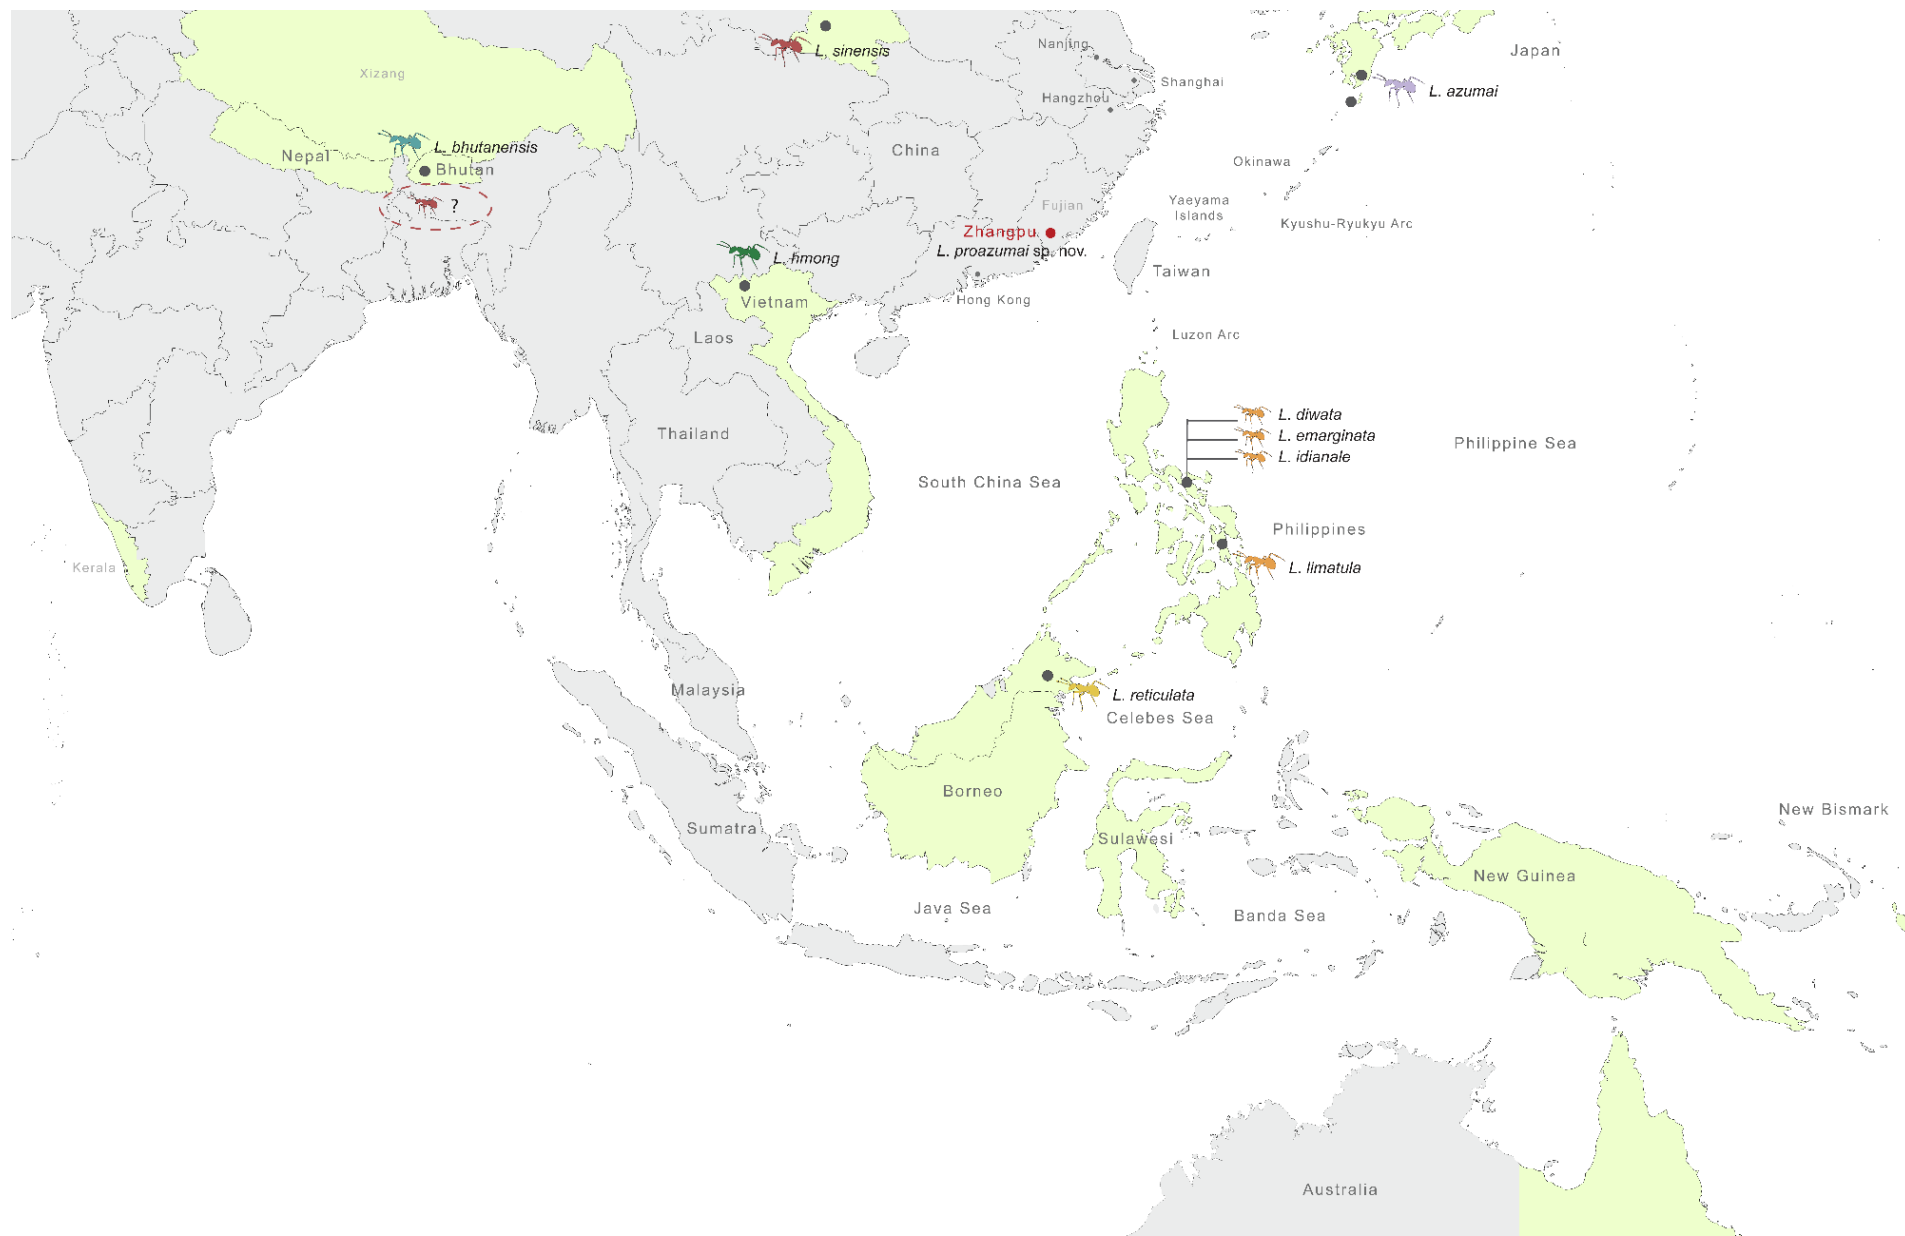 L. sinensis
Nanjing
Japan
Xizang
Shanghai
L. azumai
Hangzhou
L. bhutanensis
China
Nepal
Bhutan
Okinawa
?
Fujian
Yaeyama
Islands
Kyushu-Ryukyu Arc
Zhangpu
L. proazumai sp. nov.
L. hmong
Taiwan
Vietnam
Hong Kong
Laos
Luzon Arc
L. diwata
L. emarginata
L. idianale
Thailand
Philippine Sea
South China Sea
Philippines
Kerala
L. limatula
Malaysia
L. reticulata
Celebes Sea
Borneo
New Bismark
Sumatra
Sulawesi
New Guinea
Java Sea
Banda Sea
Australia